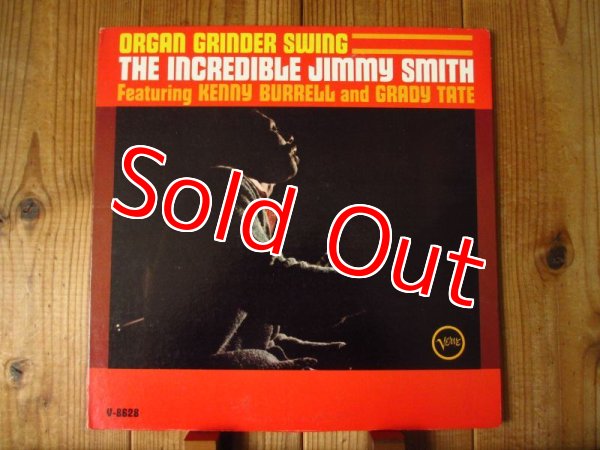 ORGAN GRINDER SWING
THE INCREDIBLE JIMMY SMITH
Featuring KENNY BURRELL and GRADY TATE
Sold Out
VERVE
V-8628